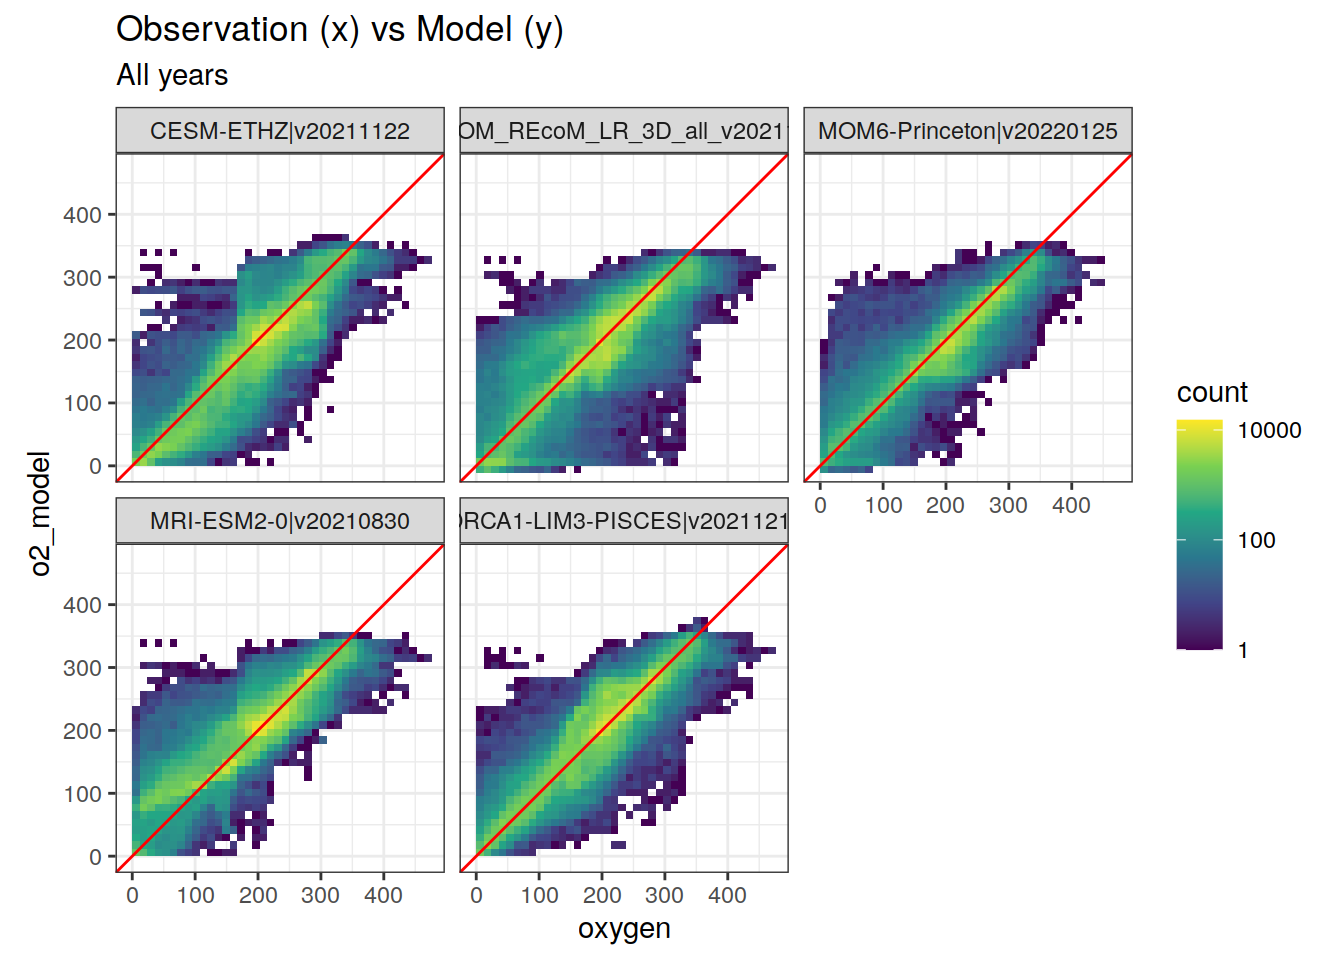 Observation (x) vs Model (y)
All years
CESM-ETHZ|v20211122
OM_REcoM_LR_3D_all_v2021
MOM6-Princeton|v20220125
400
300
200
100
0
0 100 200 300 400
MRI-ESM2-0|v20210830
ORCA1-LIM3-PISCES|v2021121
400
300
200
100
0
0 100 200 300 400
0 100 200 300 400
oxygen
o2_model
count
10000
100
1